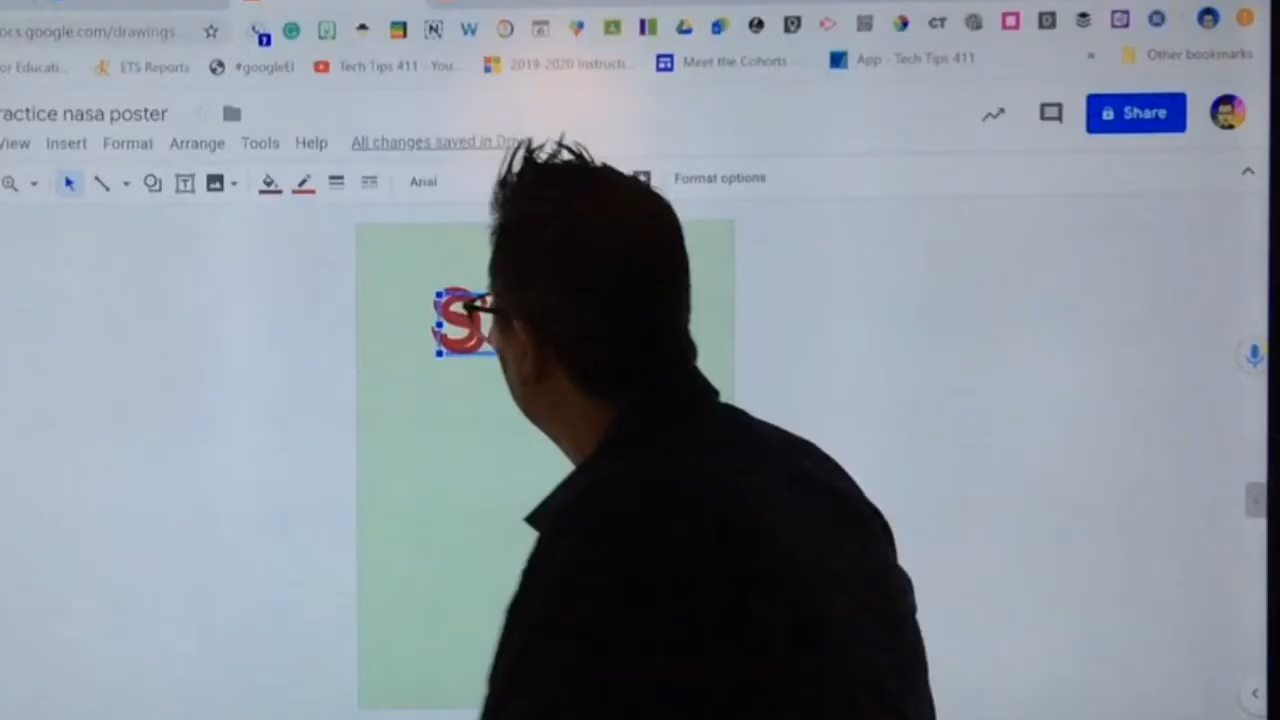 ocs.google.com/drawings
or Educati... ETS Reports #googleEI Tech Tips 411 - You... 2019-2020 Instructi... Meet the Cohorts - App - Tech Tips 411 » Other bookmarks
ractice nasa poster
Share
View Insert Format Arrange Tools Help All changes saved in Dri
Arial Format options
S